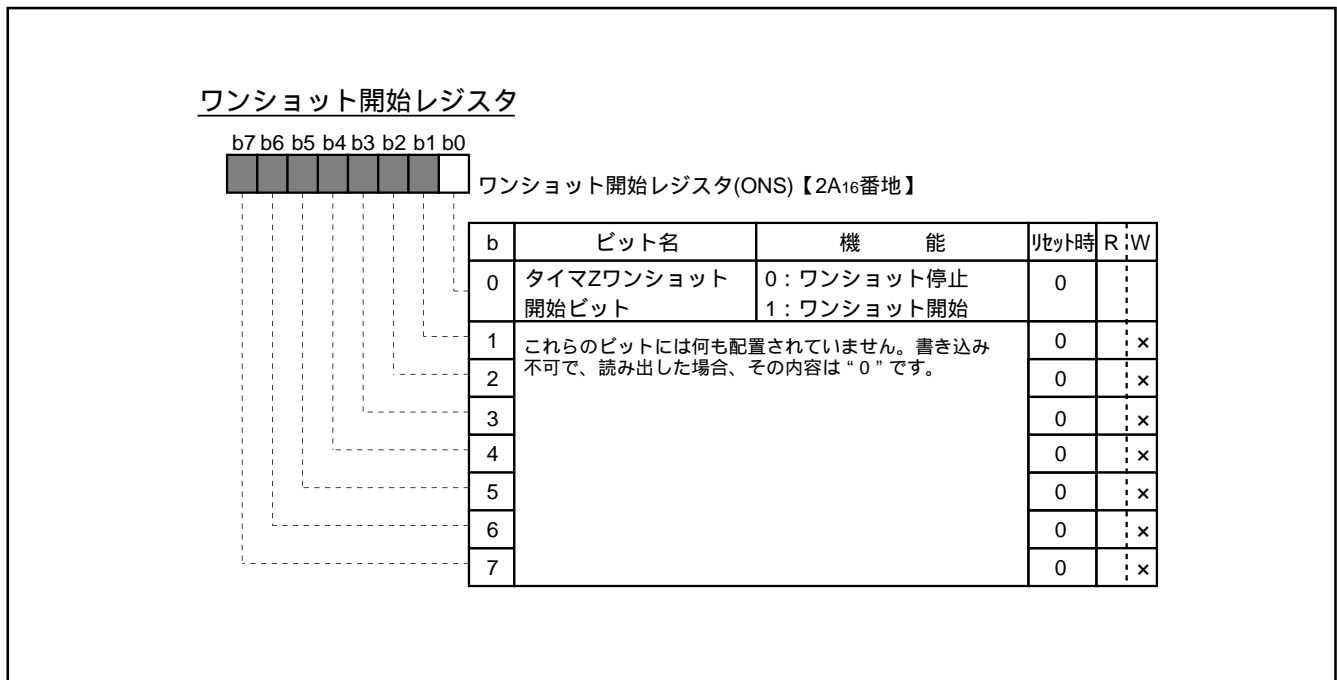 ワンショット開始レジスタ
b7 b6 b5 b4 b3 b2 b1 b0
ワンショット開始レジスタ(ONS)【2A16番地】
b ビット名 機 能 リセット時 R W
0 タイマZワンショット 0：ワンショット停止 0
開始ビット 1：ワンショット開始
1 これらのビットには何も配置されていません。書き込み 0 ×
2 不可で、読み出した場合、その内容は“0”です。 0 ×
3 0 ×
4 0 ×
5 0 ×
6 0 ×
7 0 ×